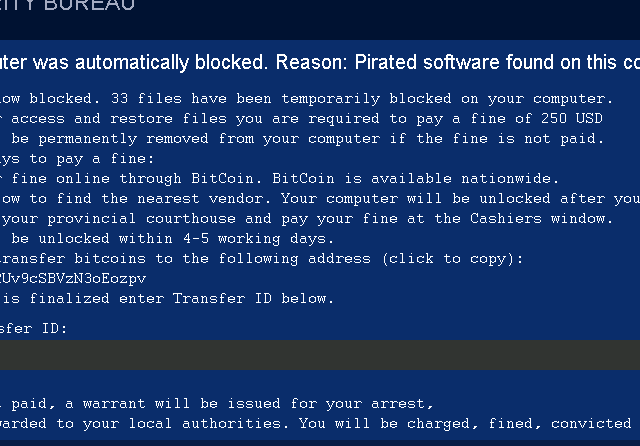 RITY BUREAU
uter was automatically blocked. Reason: Pirated software found on this co
ow blocked. 33 files have been temporarily blocked on your computer.
r access and restore files you are required to pay a fine of 250 USD
be permanently removed from your computer if the fine is not paid.
ys to pay a fine:
r fine online through BitCoin. BitCoin is available nationwide.
ow to find the nearest vendor. Your computer will be unlocked after you
your provincial courthouse and pay your fine at the Cashiers window.
be unlocked within 4-5 working days.
ransfer bitcoins to the following address (click to copy):
Uv9cSBVzN3oEozpv
is finalized enter Transfer ID below.
sfer ID:
paid, a warrant will be issued for your arrest,
warded to your local authorities. You will be charged, fined, convicted